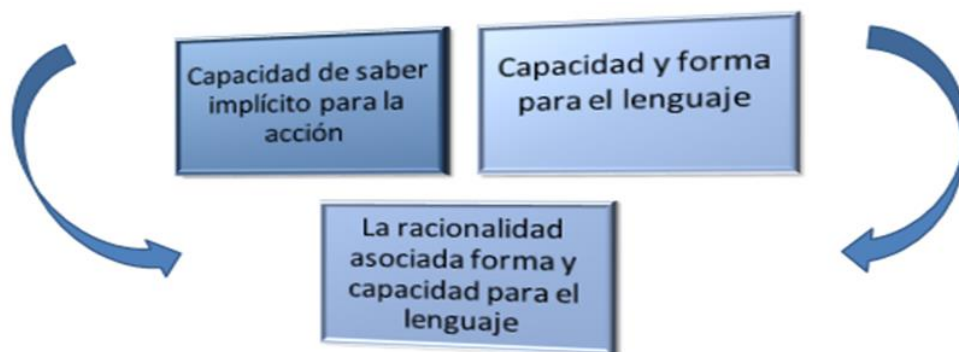 Capacidad de saber
implícito para la
acción
Capacidad y forma
para el lenguaje
La racionalidad
asociada forma y
capacidad para el
lenguaje